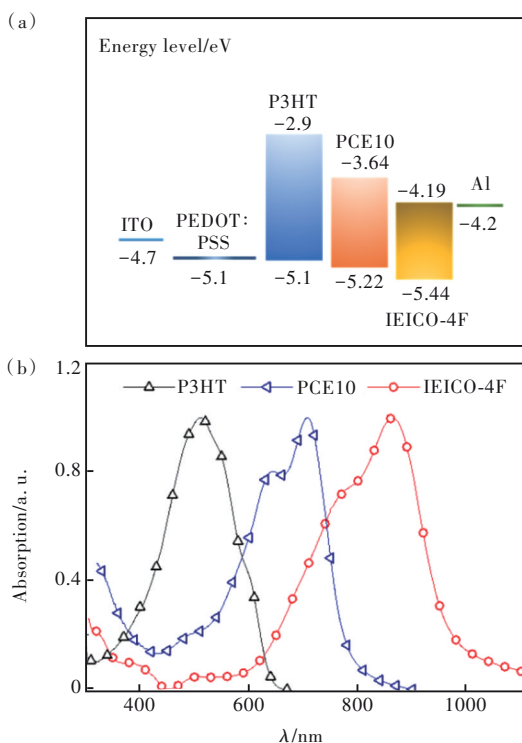 (a)
Energy level/eV
P3HT
−2.9
PCE10
−3.64
−4.19
Al
−4.2
ITO
−4.7
PEDOT:
PSS
−5.1
−5.1
−5.22
−5.44
IEICO-4F
(b)
1.2
P3HT PCE10 IEICO-4F
0.8
0.4
0
Absorption/a. u.
400 600 800 1000
λ/nm